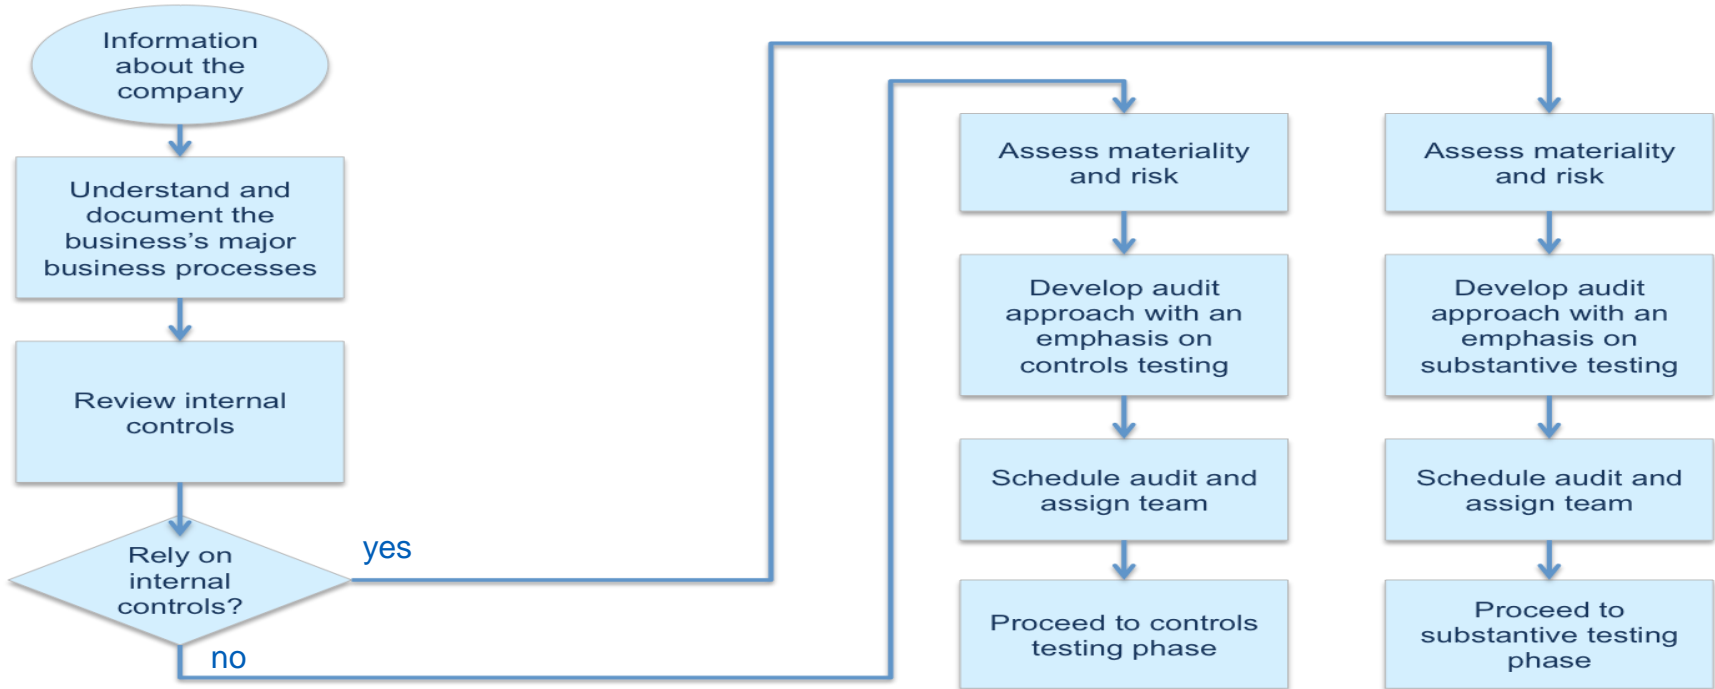 Information
about the
company
Understand and
document the
business’s major
business processes
Review internal
controls
Rely on
internal
controls?
yes
no
Assess materiality
and risk
Develop audit
approach with an
emphasis on
controls testing
Schedule audit and
assign team
Proceed to controls
testing phase
Assess materiality
and risk
Develop audit
approach with an
emphasis on
substantive testing
Schedule audit and
assign team
Proceed to
substantive testing
phase